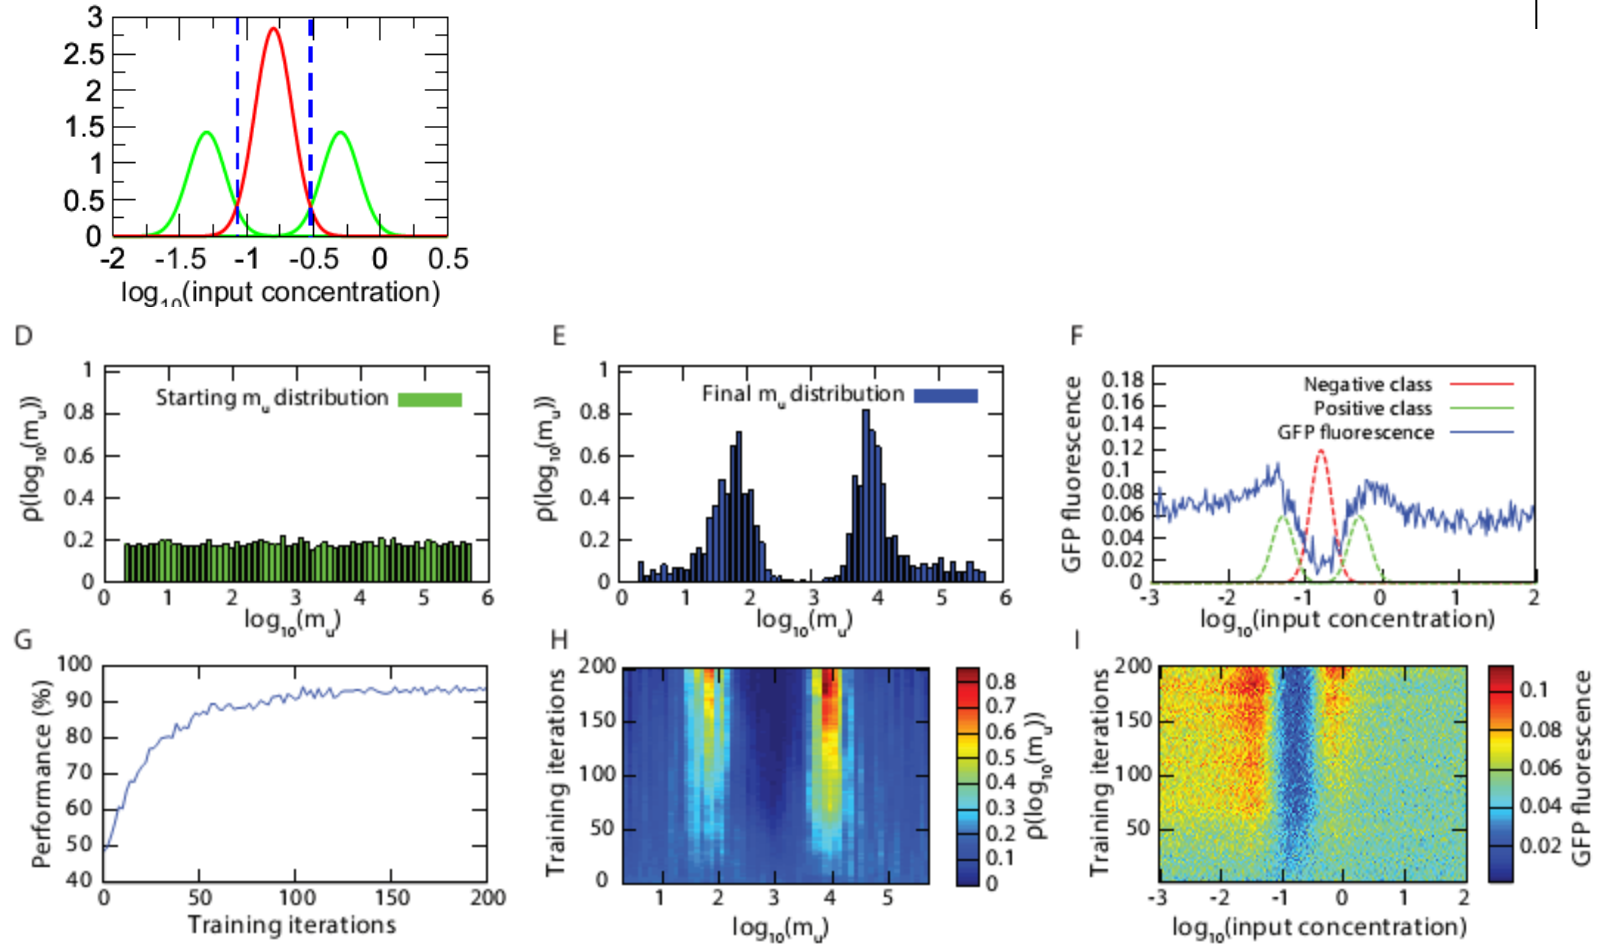 3
2.5
2
1.5
1
0.5
0
-2 -1.5 -1 -0.5 0 0.5
log10(input concentration)
D
ρ(log10(mu))
1
0.8
0.6
0.4
0.2
0
Starting mu distribution
0 1 2 3 4 5 6
log10(mu)
E
ρ(log10(mu))
1
0.8
0.6
0.4
0.2
0
Final mu distribution
0 1 2 3 4 5 6
log10(mu)
F
GFP fluorescence
0.18
0.16
0.14
0.12
0.1
0.08
0.06
0.04
0.02
0
Negative class
Positive class
GFP fluorescence
-3 -2 -1 0 1 2
log10(input concentration)
G
Performance (%)
100
90
80
70
60
50
40
0 50 100 150 200
Training iterations
H
Training iterations
200
150
100
50
0
1 2 3 4 5
log10(mu)
0.8
0.7
0.6
0.5
0.4
0.3
0.2
0.1
0
ρ(log10(mu))
I
Training iterations
200
150
100
50
-3 -2 -1 0 1 2
log10(input concentration)
0.1
0.08
0.06
0.04
0.02
GFP fluorescence